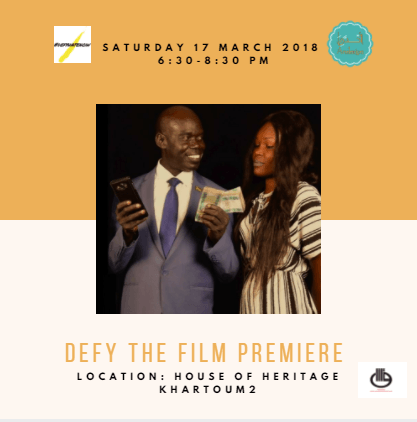 SATURDAY 17 MARCH 2018
6:30-8:30 PM
DEFY THE FILM PREMIERE
LOCATION: HOUSE OF HERITAGE
KHARTOUM2